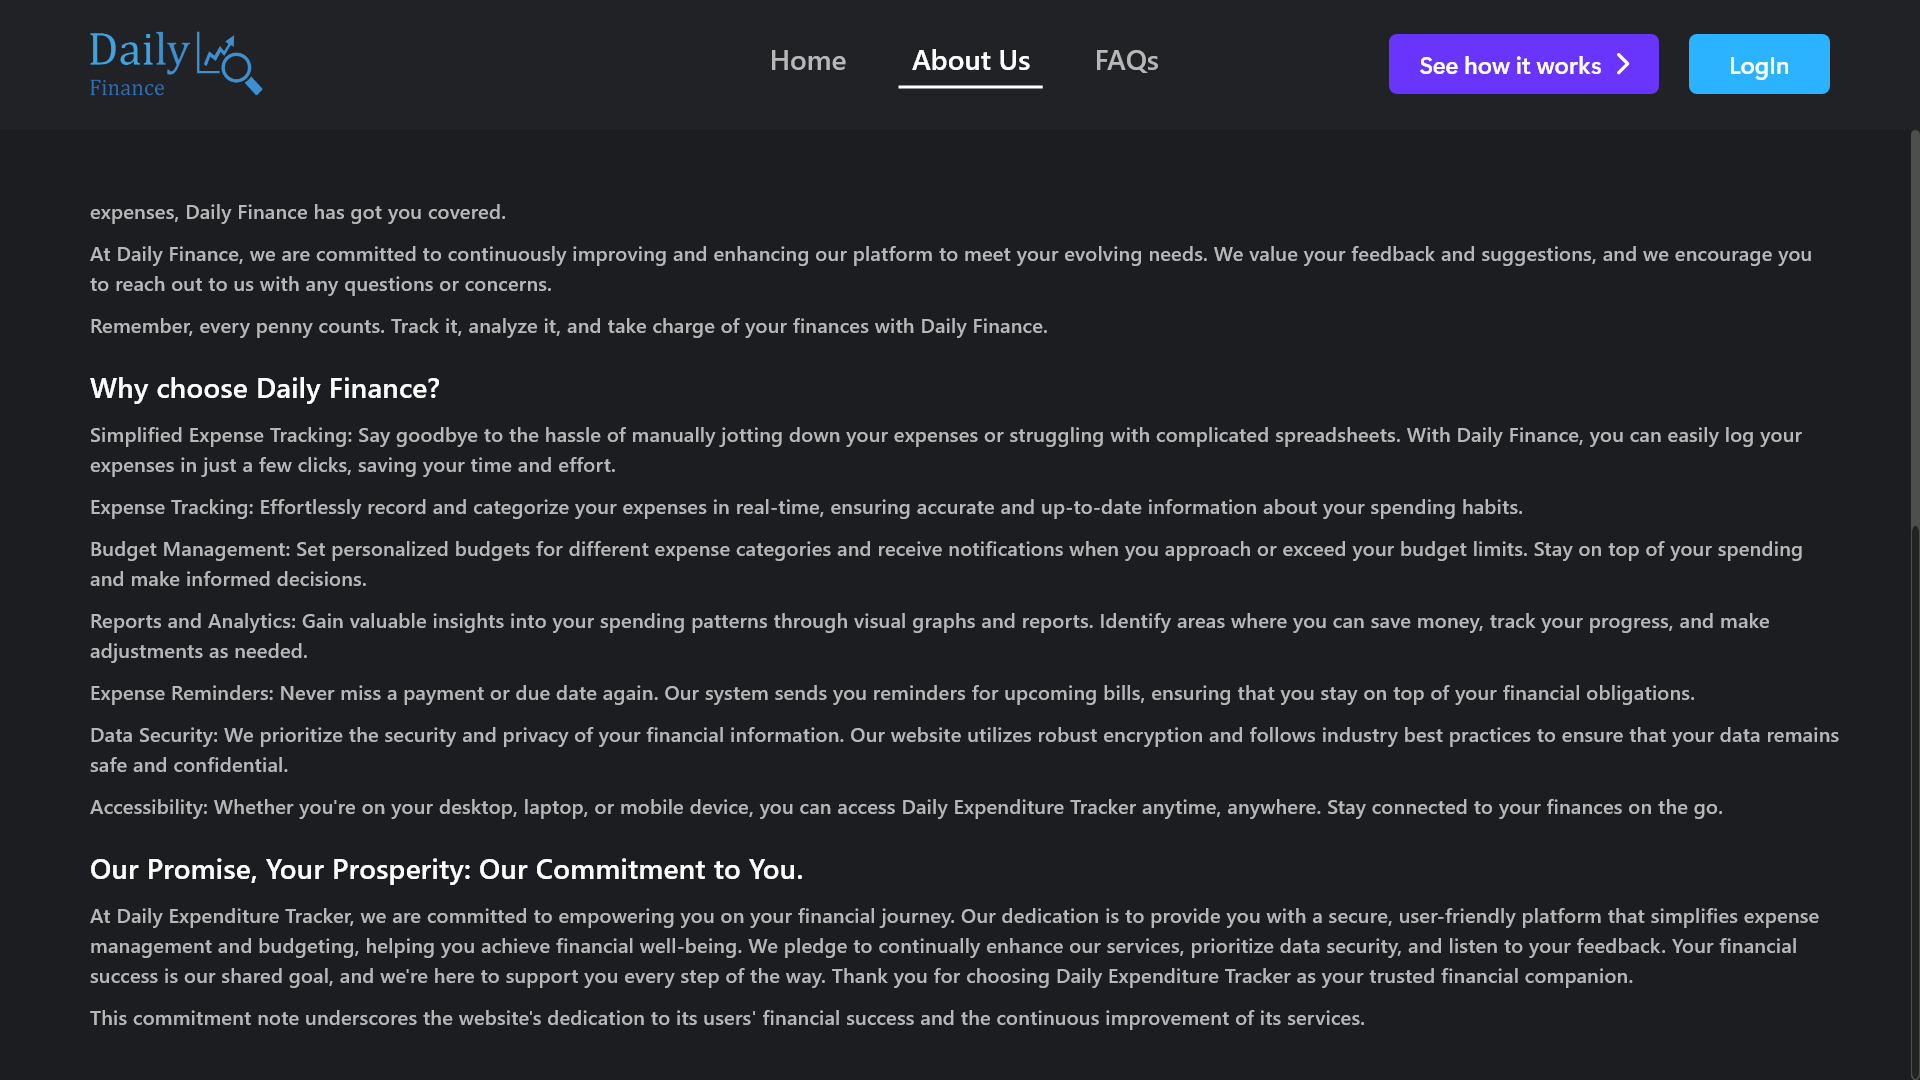 Daily
Finance
Home
About Us
FAQs
See how it works
LogIn
expenses, Daily Finance has got you covered.
At Daily Finance, we are committed to continuously improving and enhancing our platform to meet your evolving needs. We value your feedback and suggestions, and we encourage you
to reach out to us with any questions or concerns.
Remember, every penny counts. Track it, analyze it, and take charge of your finances with Daily Finance.
Why choose Daily Finance?
Simplified Expense Tracking: Say goodbye to the hassle of manually jotting down your expenses or struggling with complicated spreadsheets. With Daily Finance, you can easily log your
expenses in just a few clicks, saving your time and effort.
Expense Tracking: Effortlessly record and categorize your expenses in real-time, ensuring accurate and up-to-date information about your spending habits.
Budget Management: Set personalized budgets for different expense categories and receive notifications when you approach or exceed your budget limits. Stay on top of your spending
and make informed decisions.
Reports and Analytics: Gain valuable insights into your spending patterns through visual graphs and reports. Identify areas where you can save money, track your progress, and make
adjustments as needed.
Expense Reminders: Never miss a payment or due date again. Our system sends you reminders for upcoming bills, ensuring that you stay on top of your financial obligations.
Data Security: We prioritize the security and privacy of your financial information. Our website utilizes robust encryption and follows industry best practices to ensure that your data remains
safe and confidential.
Accessibility: Whether you're on your desktop, laptop, or mobile device, you can access Daily Expenditure Tracker anytime, anywhere. Stay connected to your finances on the go.
Our Promise, Your Prosperity: Our Commitment to You.
At Daily Expenditure Tracker, we are committed to empowering you on your financial journey. Our dedication is to provide you with a secure, user-friendly platform that simplifies expense
management and budgeting, helping you achieve financial well-being. We pledge to continually enhance our services, prioritize data security, and listen to your feedback. Your financial
success is our shared goal, and we're here to support you every step of the way. Thank you for choosing Daily Expenditure Tracker as your trusted financial companion.
This commitment note underscores the website's dedication to its users' financial success and the continuous improvement of its services.